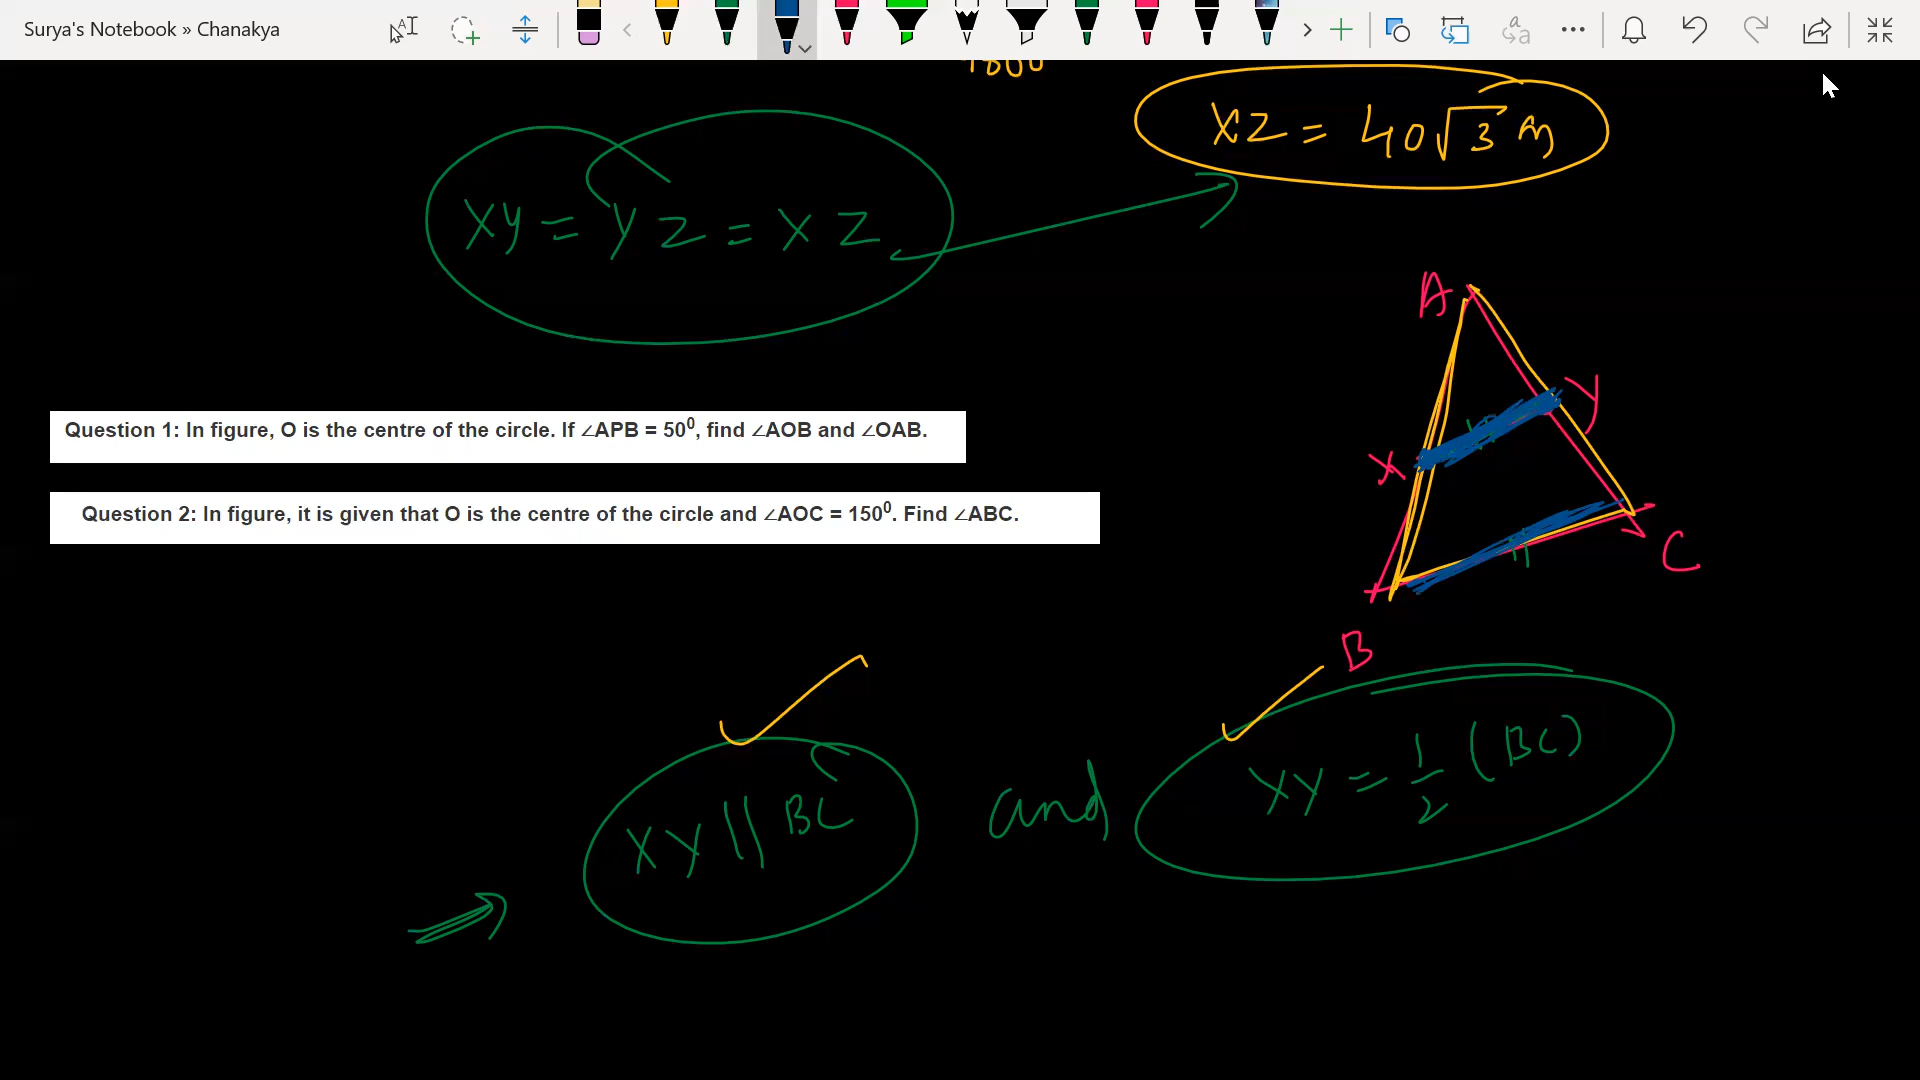 Surya's Notebook » Chanakya
XZ = 40√3 m
XY = YZ = XZ
A
Y
X
Question 1: In figure, O is the centre of the circle. If ∠APB = 50⁰, find ∠AOB and ∠OAB.
Question 2: In figure, it is given that O is the centre of the circle and ∠AOC = 150⁰. Find ∠ABC.
C
B
XY || BC and XY = 1/2 (BC)